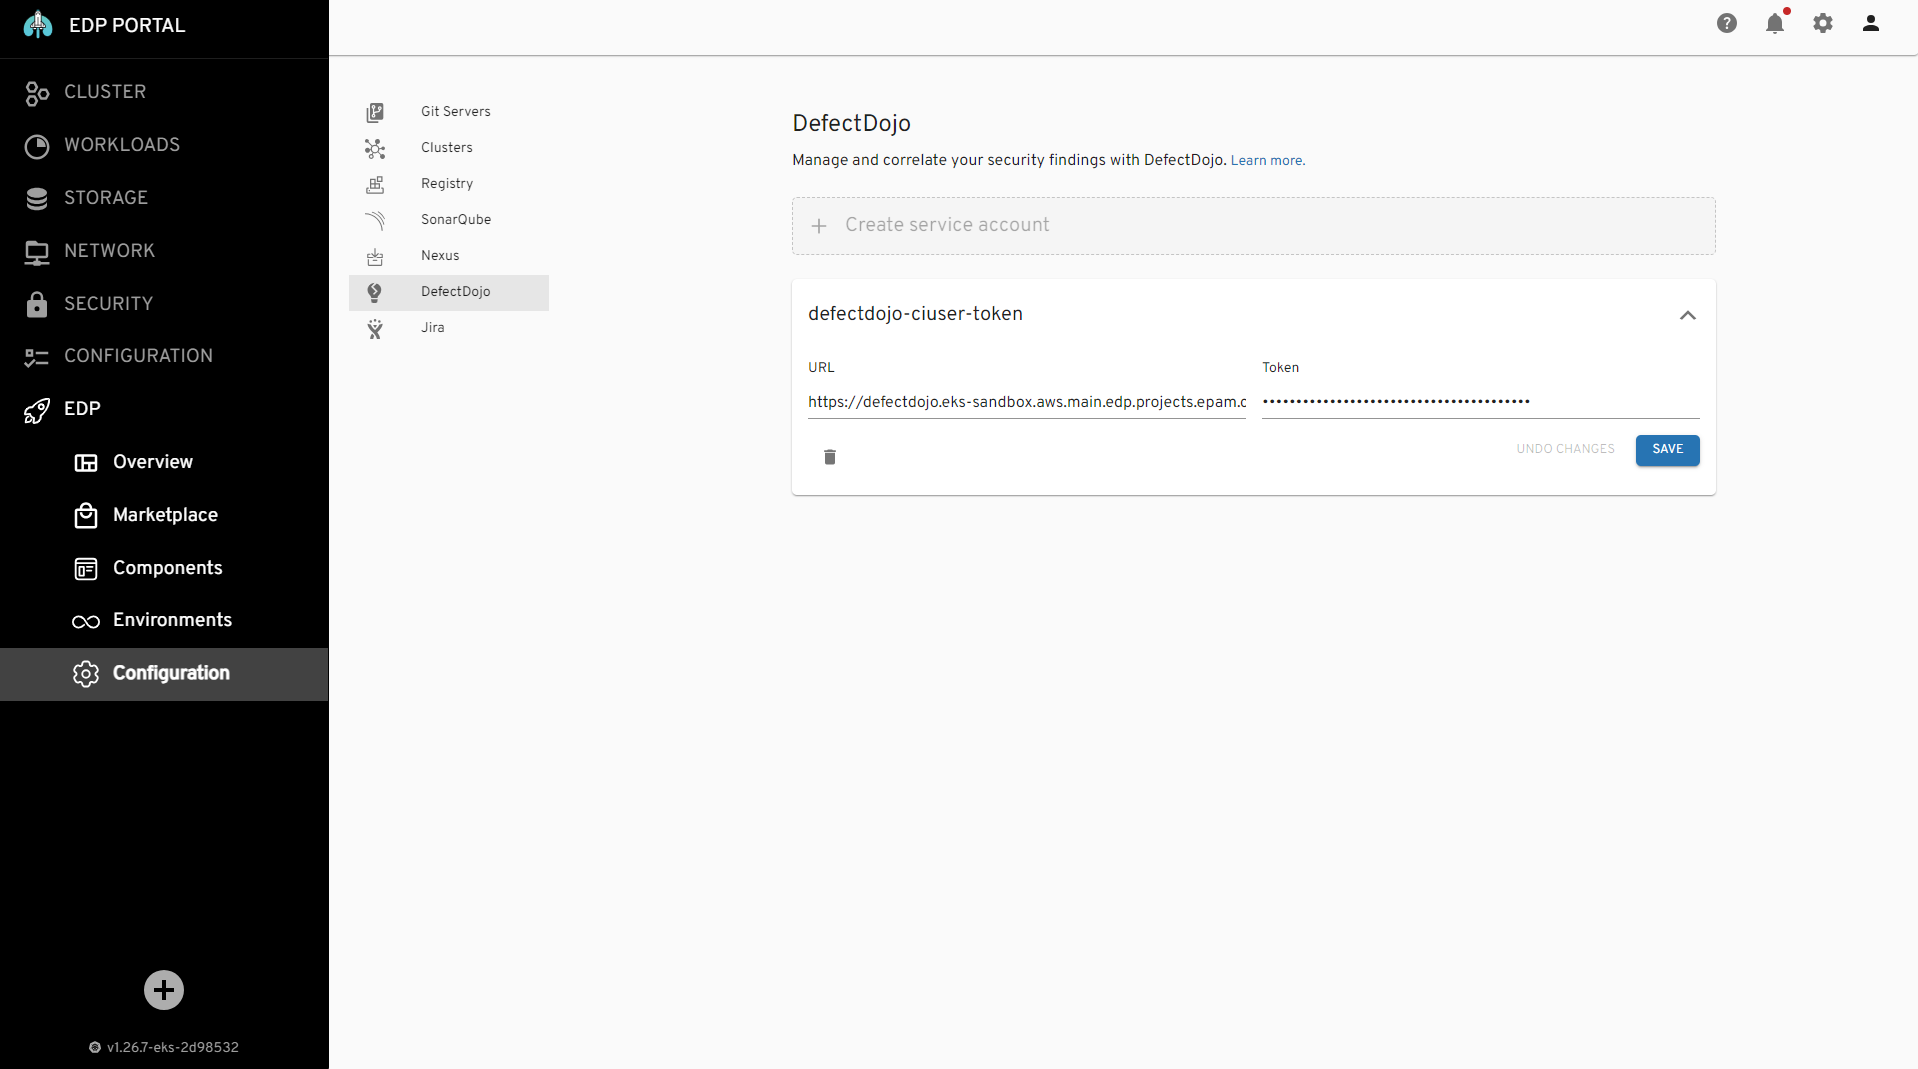 EDP PORTAL
CLUSTER
WORKLOADS
STORAGE
NETWORK
SECURITY
CONFIGURATION
EDP
Overview
Marketplace
Components
Environments
Configuration
v1.26.7-eks-2d98532
Git Servers
Clusters
Registry
SonarQube
Nexus
DefectDojo
Jira
DefectDojo
Manage and correlate your security findings with DefectDojo. Learn more.
+ Create service account
defectdojo-ciuser-token
URL
Token
https://defectdojo.eks-sandbox.aws.main.edp.projects.epam.c
••••••••••••••••••••••••••••••••••••••••
UNDO CHANGES
SAVE